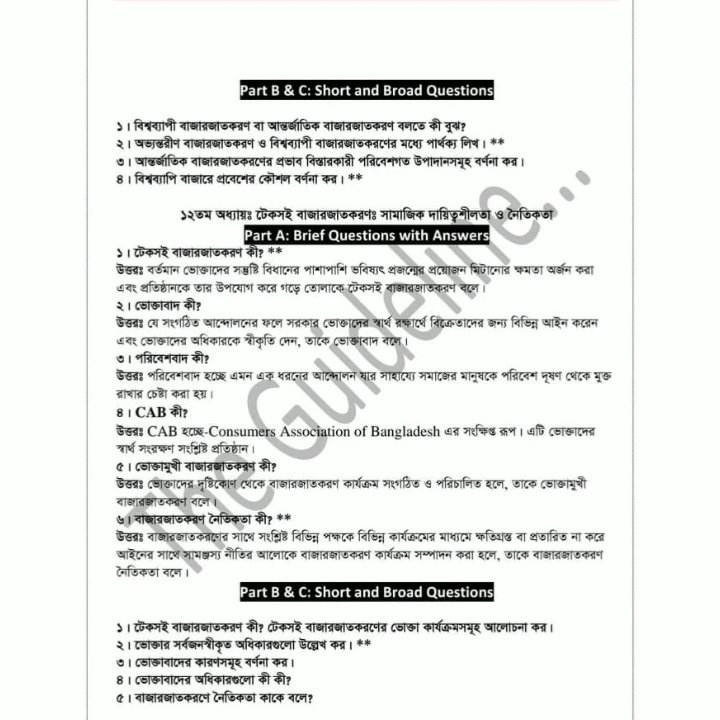 Part B & C: Short and Broad Questions
১। বিশ্বব্যাপী বাজারজাতকরণ বা আন্তর্জাতিক বাজারজাতকরণ বলতে কী বুঝ?
২। অভ্যন্তরীণ বাজারজাতকরণ ও বিশ্বব্যাপী বাজারজাতকরণের মধ্যে পার্থক্য লিখ। **
৩। আন্তর্জাতিক বাজারজাতকরণের প্রভাব বিস্তারকারী পরিবেশগত উপাদানসমূহ বর্ণনা কর।
৪। বিশ্বব্যাপি বাজারে প্রবেশের কৌশল বর্ণনা কর। **
১২তম অধ্যায়ঃ টেকসই বাজারজাতকরণঃ সামাজিক দায়িত্বশীলতা ও নৈতিকতা
Part A: Brief Questions with Answers
১। টেকসই বাজারজাতকরণ কী? **
উত্তরঃ বর্তমান ভোক্তাদের সন্তুষ্টি বিধানের পাশাপাশি ভবিষ্যৎ প্রজন্মের প্রয়োজন মিটানোর ক্ষমতা অর্জন করা
এবং প্রতিষ্ঠানকে তার উপযোগ করে গড়ে তোলাকে টেকসই বাজারজাতকরণ বলে।
২। ভোক্তাবাদ কী?
উত্তরঃ যে সংগঠিত আন্দোলনের ফলে সরকার ভোক্তাদের স্বার্থ রক্ষার্থে বিক্রেতাদের জন্য বিভিন্ন আইন করেন
এবং ভোক্তাদের অধিকারকে স্বীকৃতি দেন, তাকে ভোক্তাবাদ বলে।
৩। পরিবেশবাদ কী?
উত্তরঃ পরিবেশবাদ হচ্ছে এমন এক ধরনের আন্দোলন যার সাহায্যে সমাজের মানুষকে পরিবেশ দূষণ থেকে মুক্ত
রাখার চেষ্টা করা হয়।
৪। CAB কী?
উত্তরঃ CAB হচ্ছে-Consumers Association of Bangladesh এর সংক্ষিপ্ত রূপ। এটি ভোক্তাদের
স্বার্থ সংরক্ষণ সংশ্লিষ্ট প্রতিষ্ঠান।
৫। ভোক্তামুখী বাজারজাতকরণ কী?
উত্তরঃ ভোক্তাদের দৃষ্টিকোণ থেকে বাজারজাতকরণ কার্যক্রম সংগঠিত ও পরিচালিত হলে, তাকে ভোক্তামুখী
বাজারজাতকরণ বলে।
৬। বাজারজাতকরণ নৈতিকতা কী? **
উত্তরঃ বাজারজাতকরণের সাথে সংশ্লিষ্ট বিভিন্ন পক্ষকে বিভিন্ন কার্যক্রমের মাধ্যমে ক্ষতিগ্রস্ত বা প্রতারিত না করে
আইনের সাথে সামঞ্জস্য নীতির আলোকে বাজারজাতকরণ কার্যক্রম সম্পাদন করা হলে, তাকে বাজারজাতকরণ
নৈতিকতা বলে।
Part B & C: Short and Broad Questions
১। টেকসই বাজারজাতকরণ কী? টেকসই বাজারজাতকরণের ভোক্তা কার্যক্রমসমূহ আলোচনা কর।
২। ভোক্তার সর্বজনস্বীকৃত অধিকারগুলো উল্লেখ কর। **
৩। ভোক্তাবাদের কারণসমূহ বর্ণনা কর।
৪। ভোক্তাবাদের অধিকারগুলো কী কী?
৫। বাজারজাতকরণে নৈতিকতা কাকে বলে?
The Guideline...